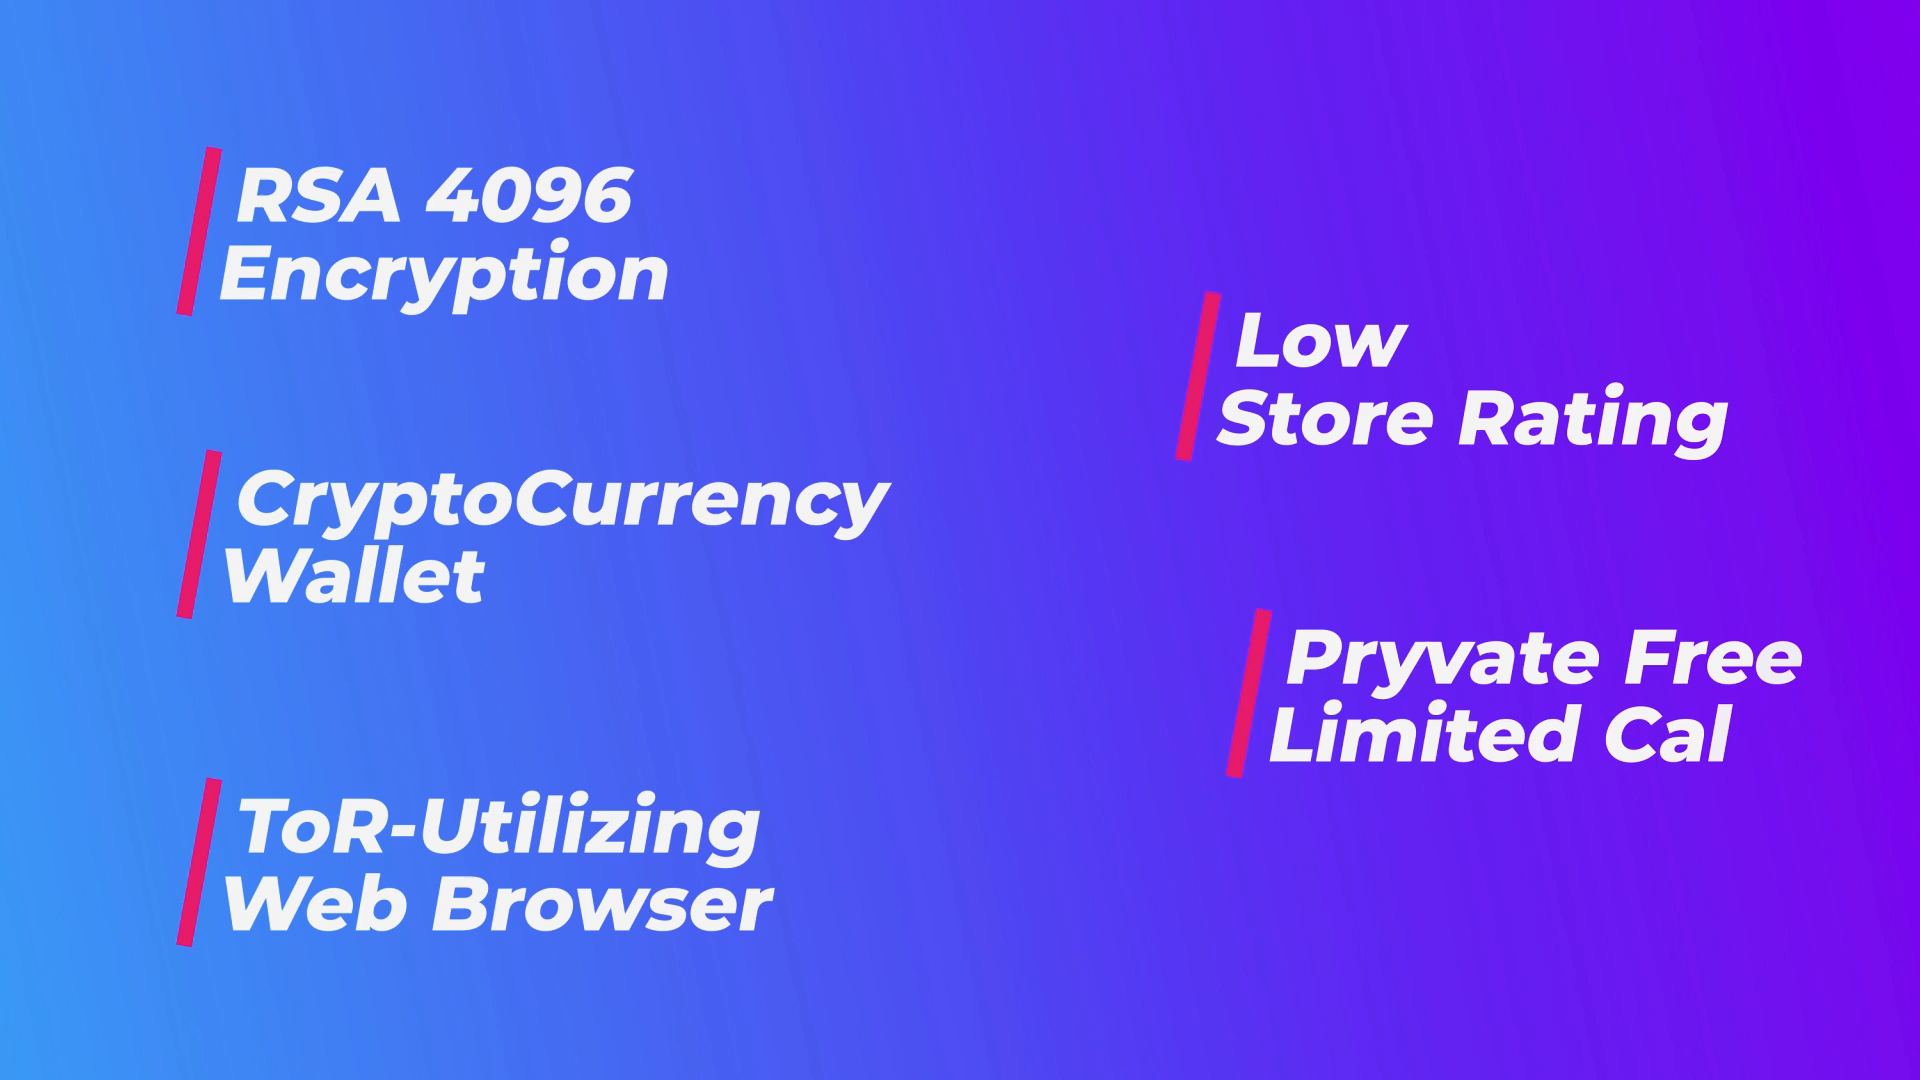 RSA 4096
Encryption
CryptoCurrency
Wallet
ToR-Utilizing
Web Browser
Low
Store Rating
Pryvate Free
Limited Cal